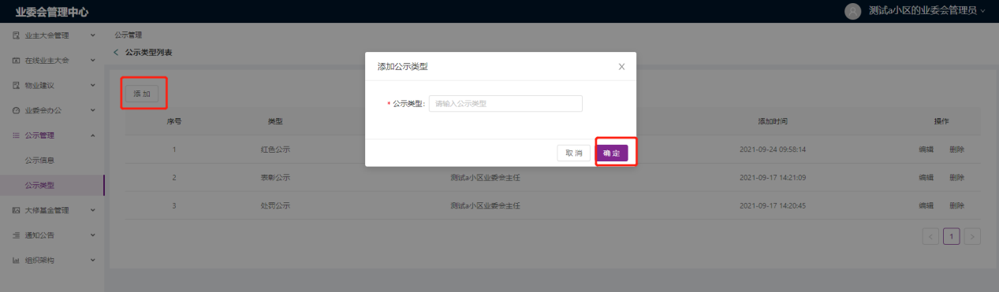 业委会管理中心
测试a小区的业委会管理员
业主大会管理
在线业主大会
物业建议
业委会办公
公示管理
公示信息
公示类型
大修基金管理
通知公告
组织架构
公示管理
公示类型列表
添加
序号 类型 添加时间 操作
1 红色公示 2021-09-24 09:58:14 编辑 删除
2 表彰公示 测试a小区业委会主任 2021-09-17 14:21:09 编辑 删除
3 处罚公示 测试a小区业委会主任 2021-09-17 14:20:45 编辑 删除
< 1 >
添加公示类型
* 公示类型: 请输入公示类型
取消 确定